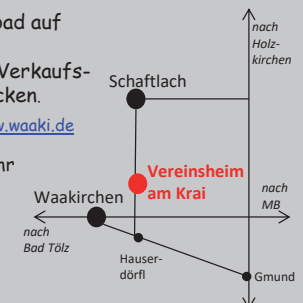 bad auf
Verkaufs-
cken.
w.waaki.de
hr
nach
Holz-
kirchen
Schaftlach
Vereinsheim
am Krai
Waakirchen
nach
MB
nach
Bad Tölz
Hauser-
dörfl
Gmund